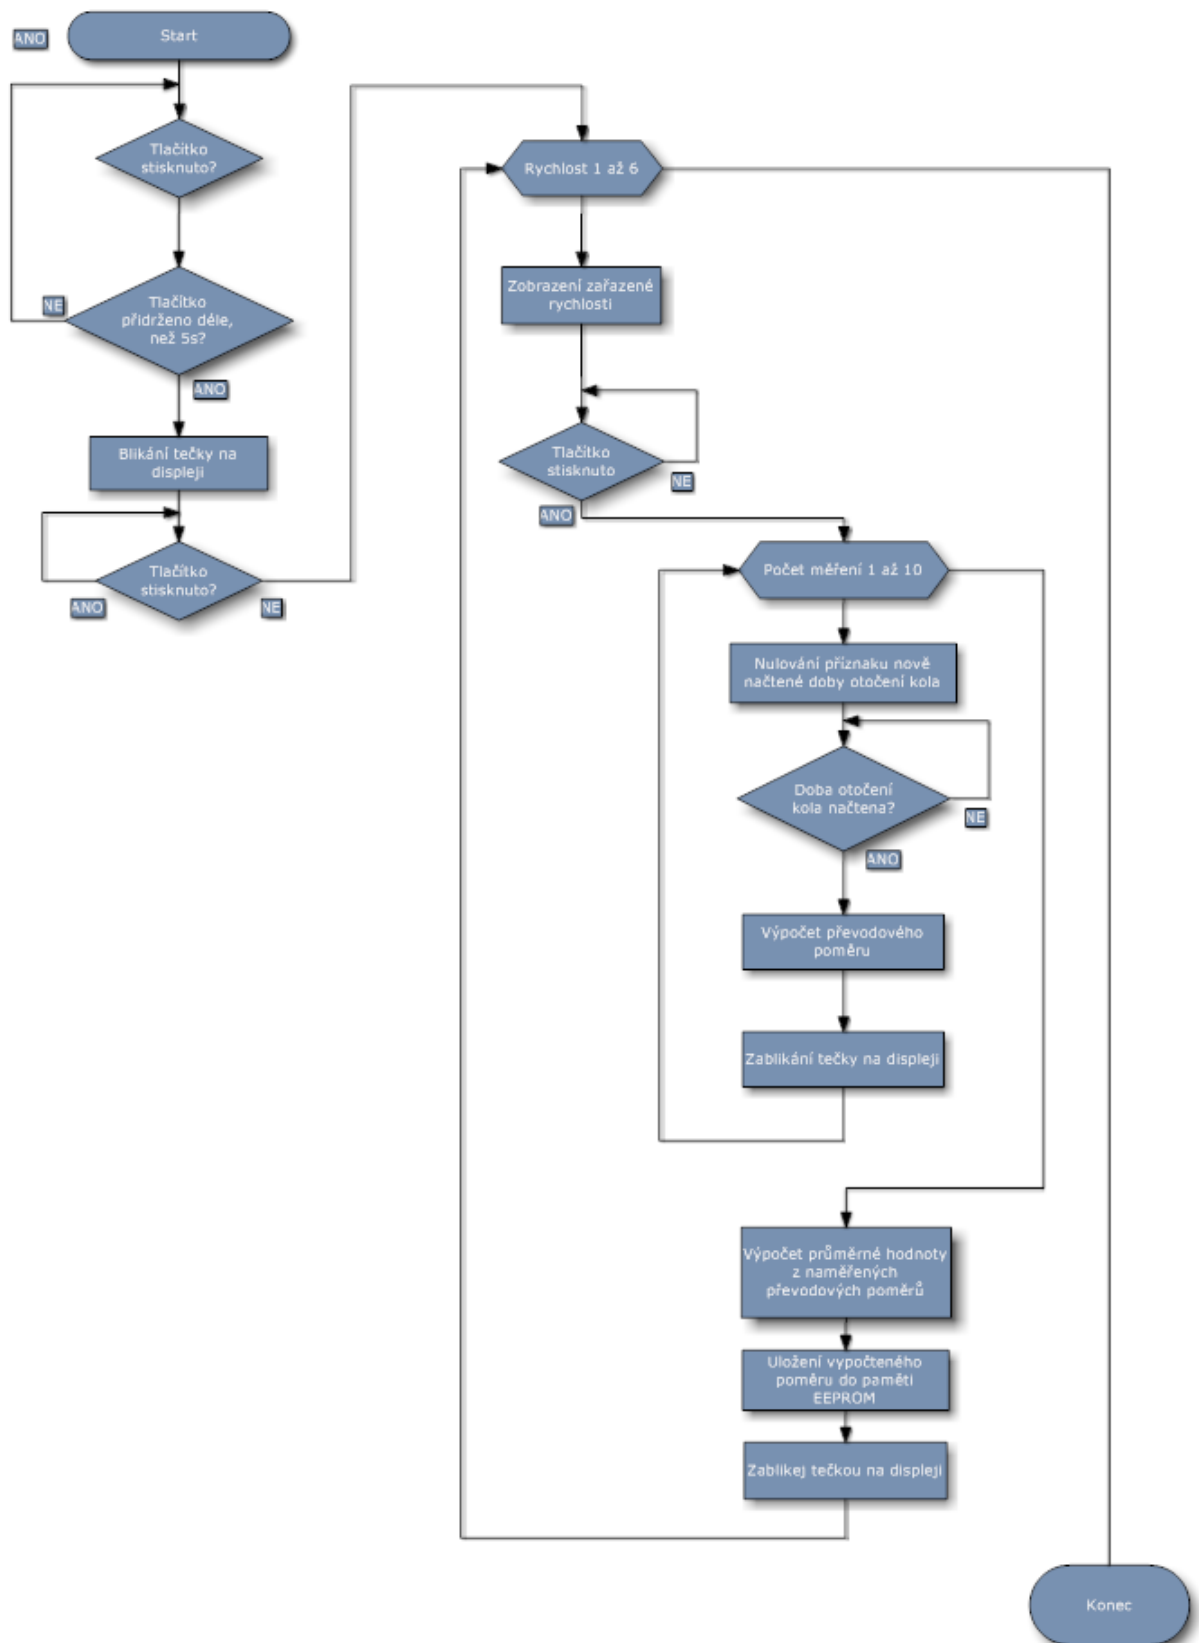 ANO
Start
Tlačítko
stisknuto?
NE
Tlačítko
přidrženo déle,
než 5s?
ANO
Blikání tečky na
displeji
Tlačítko
stisknuto?
ANO
NE
Rychlost 1 až 6
Zobrazení zařazené
rychlosti
Tlačítko
stisknuto
NE
ANO
Počet měření 1 až 10
Nulování příznaku nově
načtené doby otočení kola
Doba otočení
kola načtena?
NE
ANO
Výpočet převodového
poměru
Zablikání tečky na displeji
Výpočet průměrné hodnoty
z naměřených
převodových poměrů
Uložení vypočteného
poměru do paměti
EEPROM
Zablikej tečkou na displeji
Konec